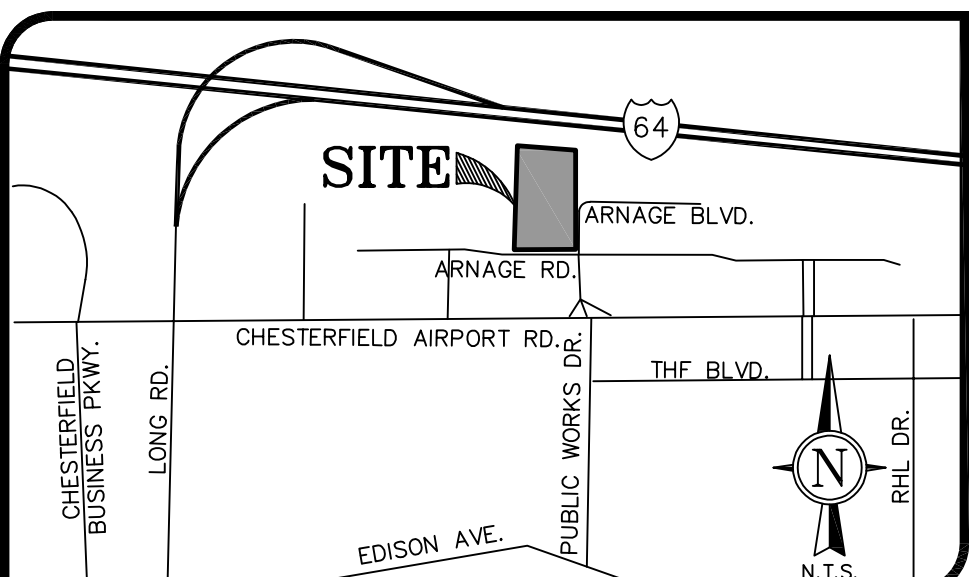 64
SITE
ARNAGE BLVD.
ARNAGE RD.
CHESTERFIELD AIRPORT RD.
THF BLVD.
CHESTERFIELD
BUSINESS PKWY.
LONG RD.
PUBLIC WORKS DR.
RHL DR.
N
EDISON AVE.
N.T.S.